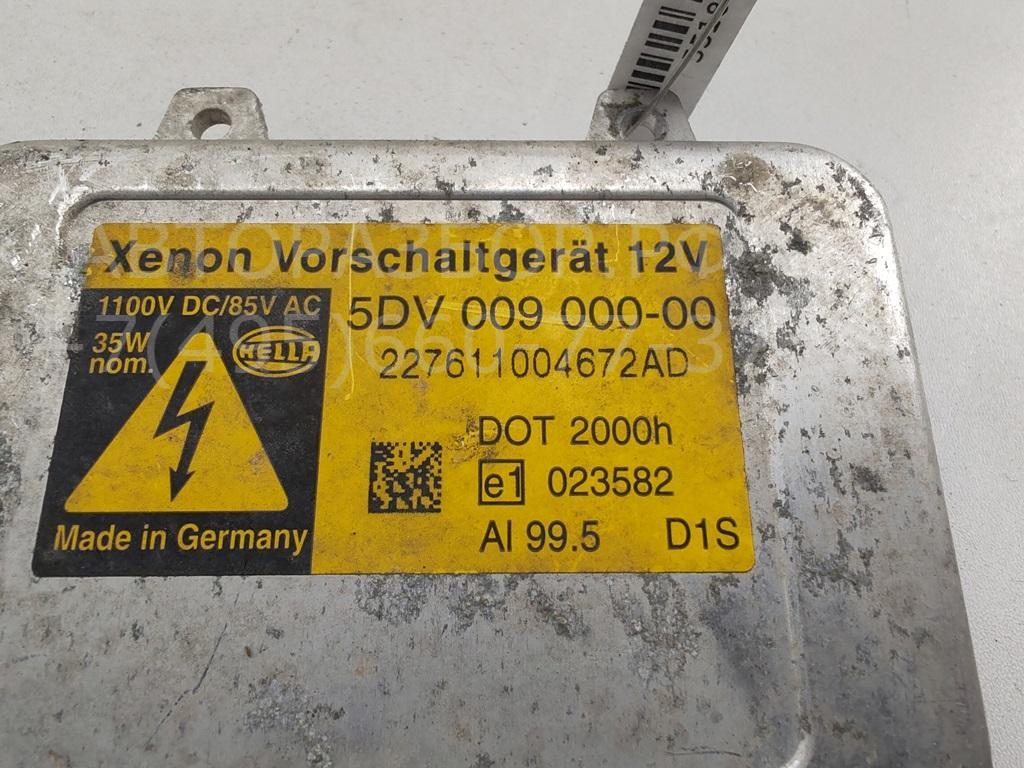 Xenon Vorschaltgerät 12V
1100V DC/85V AC
35W
nom.
HELLA
5DV 009 000-00
227611004672AD
DOT 2000h
e1 023582
Al 99.5 D1S
Made in Germany